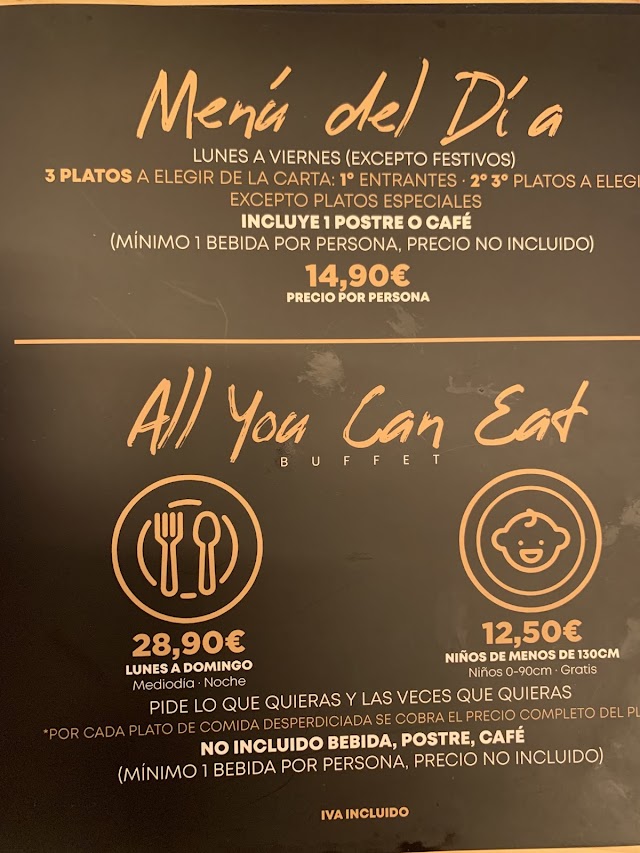 Menú del Día
LUNES A VIERNES (EXCEPTO FESTIVOS)
3 PLATOS A ELEGIR DE LA CARTA: 1º ENTRANTES · 2º 3º PLATOS A ELEGI
EXCEPTO PLATOS ESPECIALES
INCLUYE 1 POSTRE O CAFÉ
(MÍNIMO 1 BEBIDA POR PERSONA, PRECIO NO INCLUIDO)
14,90€
PRECIO POR PERSONA
All You Can Eat
BUFFET
28,90€
LUNES A DOMINGO
Mediodía · Noche
12,50€
NIÑOS DE MENOS DE 130CM
Niños 0-90cm · Gratis
PIDE LO QUE QUIERAS Y LAS VECES QUE QUIERAS
*POR CADA PLATO DE COMIDA DESPERDICIADA SE COBRA EL PRECIO COMPLETO DEL PL
NO INCLUIDO BEBIDA, POSTRE, CAFÉ
(MÍNIMO 1 BEBIDA POR PERSONA, PRECIO NO INCLUIDO)
IVA INCLUIDO